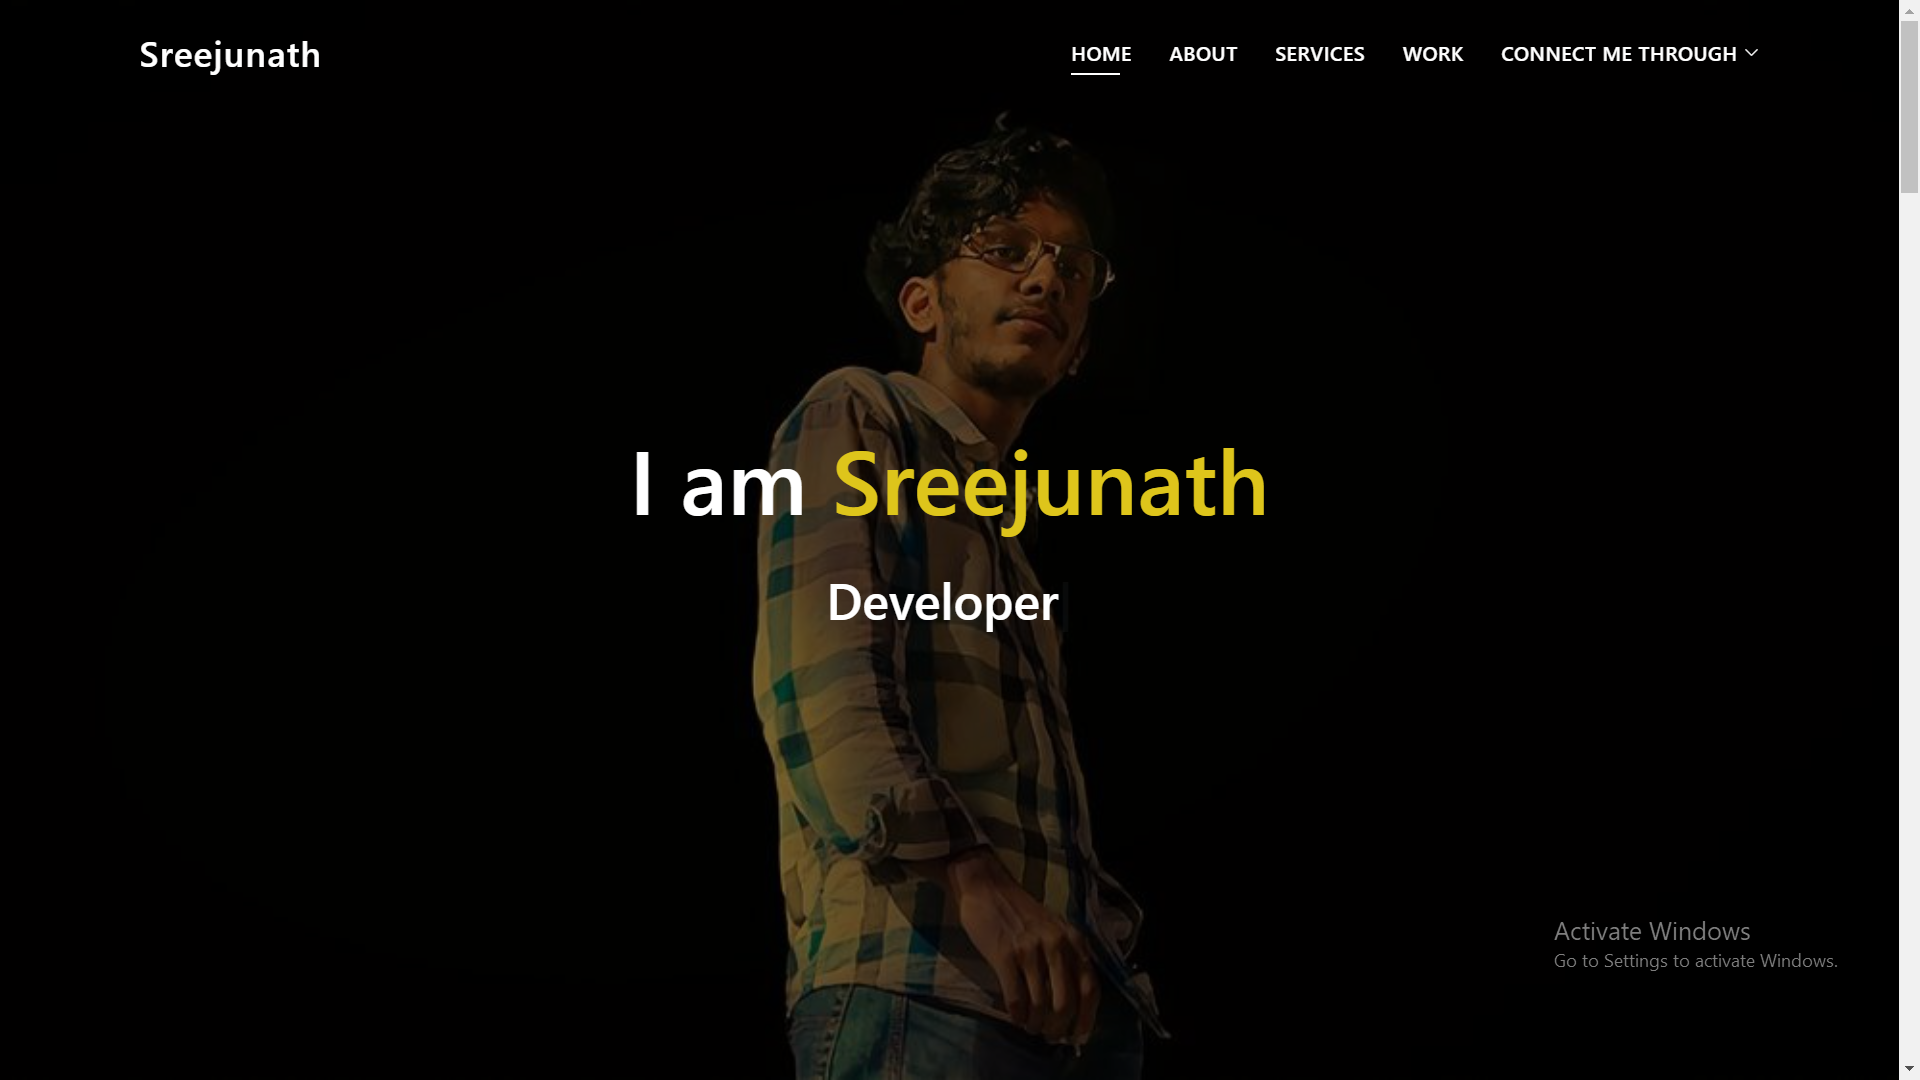 Sreejunath
HOME ABOUT SERVICES WORK CONNECT ME THROUGH
I am Sreejunath
Developer
Activate Windows
Go to Settings to activate Windows.